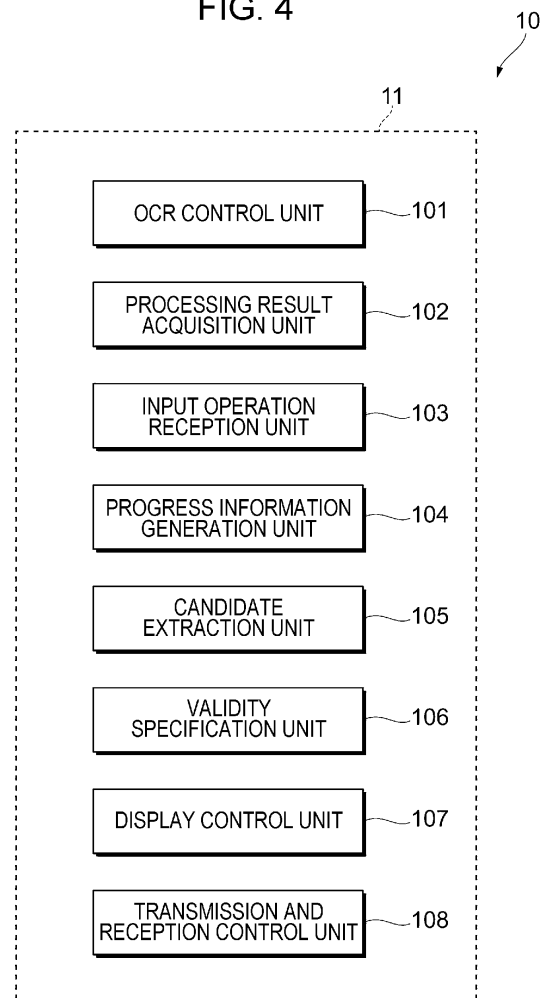 FIG. 4
10
11
OCR CONTROL UNIT
101
PROCESSING RESULT
ACQUISITION UNIT
102
INPUT OPERATION
RECEPTION UNIT
103
PROGRESS INFORMATION
GENERATION UNIT
104
CANDIDATE
EXTRACTION UNIT
105
VALIDITY
SPECIFICATION UNIT
106
DISPLAY CONTROL UNIT
107
TRANSMISSION AND
RECEPTION CONTROL UNIT
108